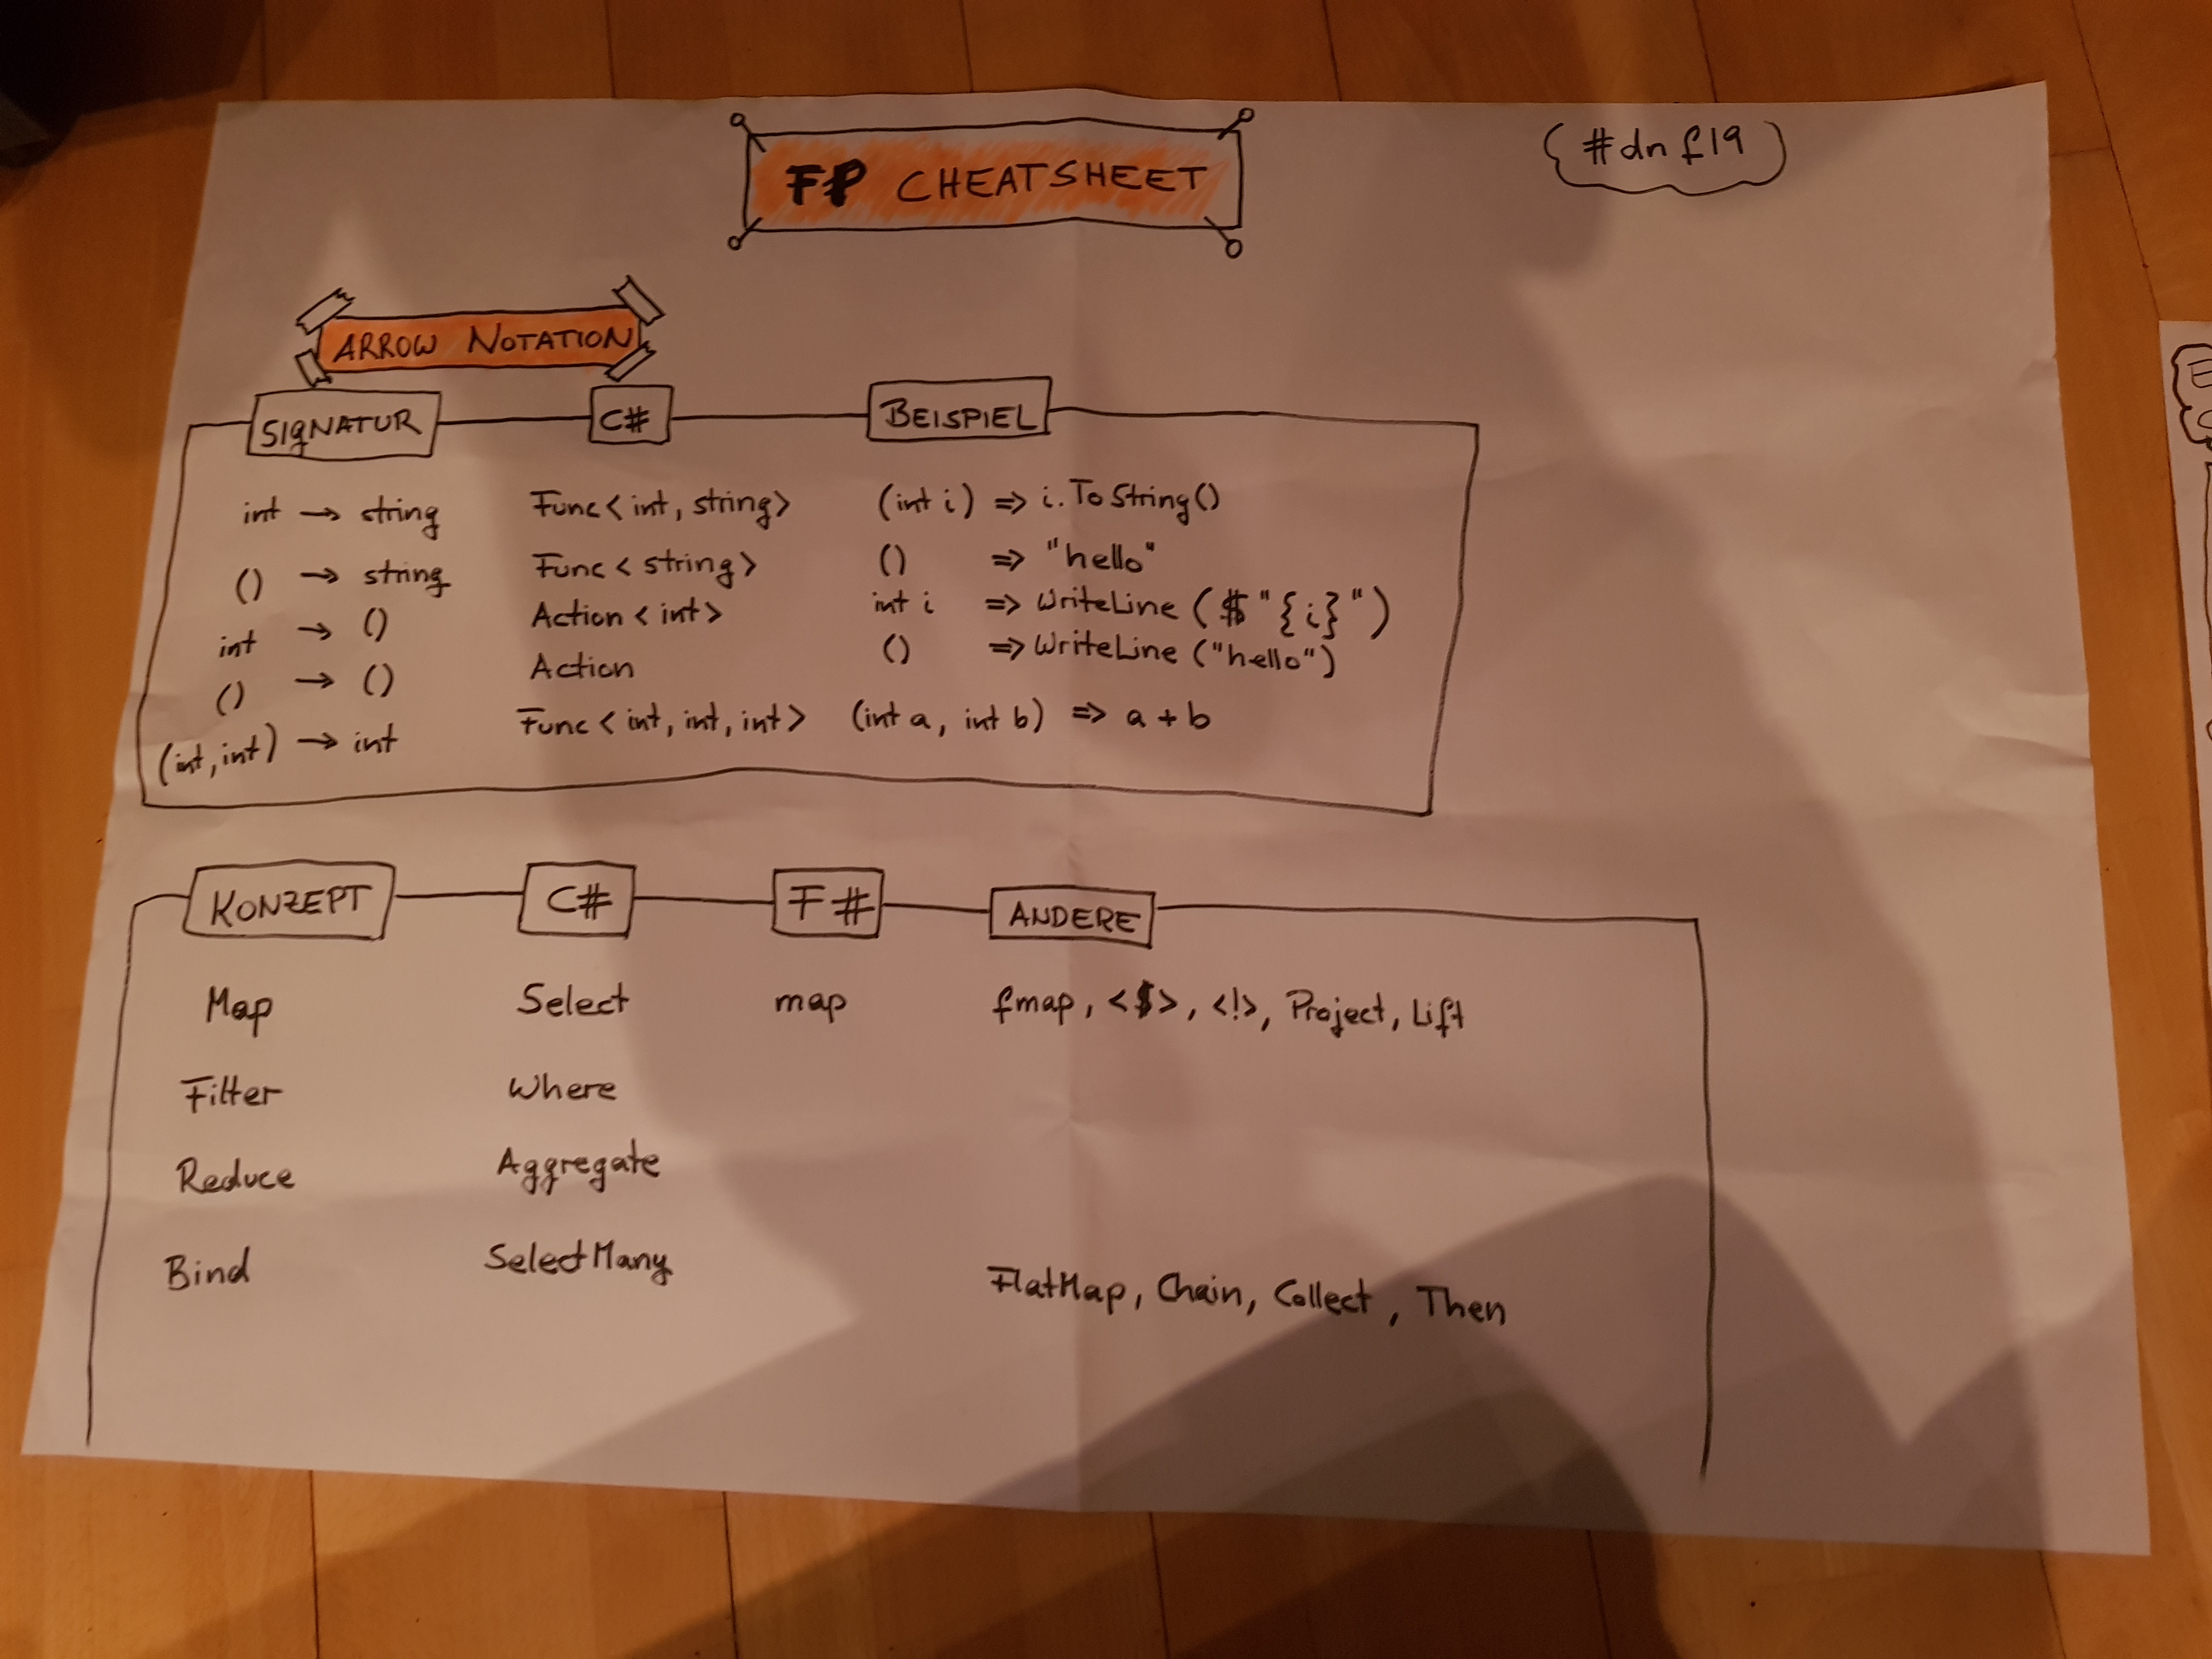 FP CHEATSHEET
#dnf19
ARROW NOTATION
SIGNATUR C# BEISPIEL
int → string Func<int, string> (int i) => i.ToString()
() → string Func<string> () => "hello"
int → () Action<int> int i => WriteLine($"{i}")
() → () Action () => WriteLine("hello")
(int, int) → int Func<int, int, int> (int a, int b) => a + b
KONZEPT C# F# ANDERE
Map Select map fmap, <$>, <!>, Project, Lift
Filter Where
Reduce Aggregate
Bind SelectMany FlatMap, Chain, Collect, Then